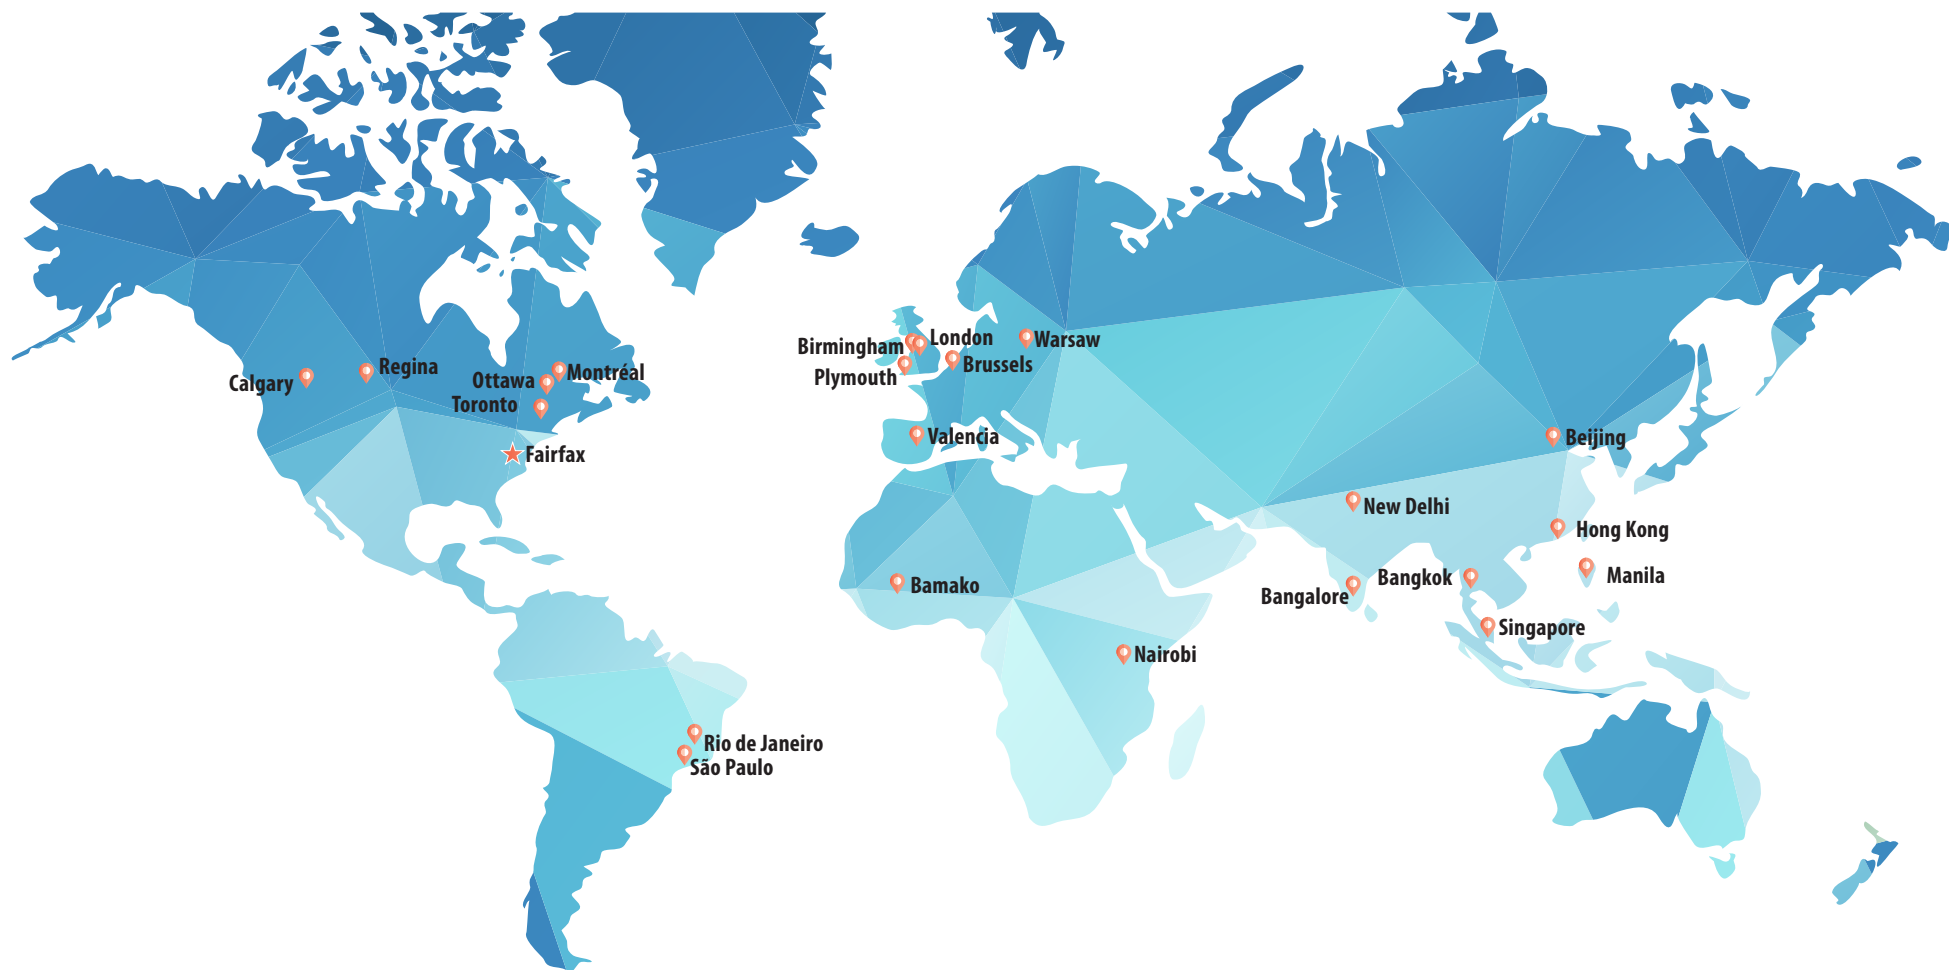 London
Birmingham
Warsaw
Brussels
Regina
Montréal
Plymouth
Ottawa
Calgary
Toronto
Valencia
Beijing
Fairfax
New Delhi
Hong Kong
Manila
Bangkok
Bamako
Bangalore
Singapore
Nairobi
Rio de Janeiro
São Paulo